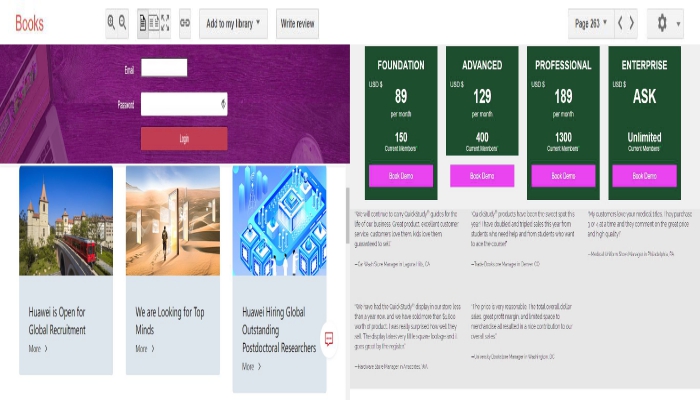 Books
Add to my library
Write review
Page 263
Email
Password
Login
Huawei is Open for
Global Recruitment
More >
We are Looking for Top
Minds
More >
Huawei Hiring Global
Outstanding
Postdoctoral Researchers
More >
FOUNDATION
USD $
89
per month
150
Current Members'
Book Demo
ADVANCED
USD $
129
per month
400
Current Members'
Book Demo
PROFESSIONAL
USD $
189
per month
1300
Current Members'
Book Demo
ENTERPRISE
USD $
ASK
Unlimited
Current Members'
Book Demo
"We will continue to carry QuickStudy® guides for the
life of our business. Great product, excellent customer
service, customers love them, kids love them,
guaranteed to sell."
Store Manager in Laguna Hills, CA
"QuickStudy® products have been the sweet spot this
year! I have doubled and tripled sales this year from
students who need help and from students who want
to ace the course!"
Bookstore Manager in Denver, CO
"My customers love your medical titles. They purchase
at a time and they comment on the great price
and high quality."
—Medical Uniform Store Manager in Philadelphia, PA
"We have had the QuickStudy® display in our store less
than a year now, and we have sold more than
worth of product. I was really surprised how well they
sell. The display takes very little square-footage and I
goes great by the register."
—Hardware Store Manager in Anacortes, WA
"The price is very reasonable. The total overall dollar
sales, great profit margin, and limited space to
merchandise all resulted in a nice contribution to our
overall sales."
—University Bookstore Manager in Washington, DC